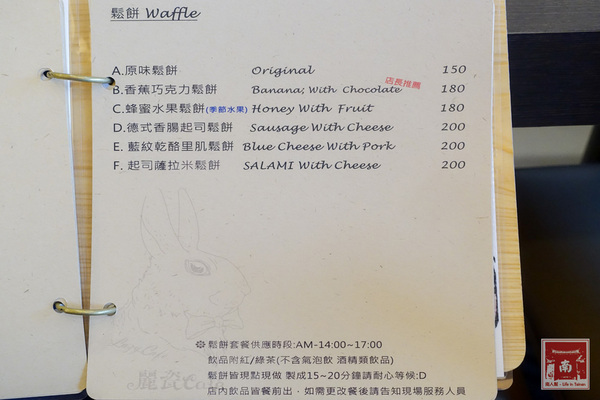 鬆餅 Waffle
A.原味鬆餅 Original 150
店長推薦
B.香蕉巧克力鬆餅 Banana; With Chocolate 180
C.蜂蜜水果鬆餅(季節水果) Honey With Fruit 180
D.德式香腸起司鬆餅 Sausage With Cheese 200
E. 藍紋乾酪里肌鬆餅 Blue Cheese With Pork 200
F. 起司薩拉米鬆餅 SALAMI With Cheese 200
鬆餅套餐供應時段:AM-14:00~17:00
飲品附紅/綠茶(不含氣泡飲 酒精類飲品)
鬆餅皆現點現做 製成15~20分鐘請耐心等候:D
麗瓷Café
店內飲品皆餐前出，如需更改餐後請告知現場服務人員
南